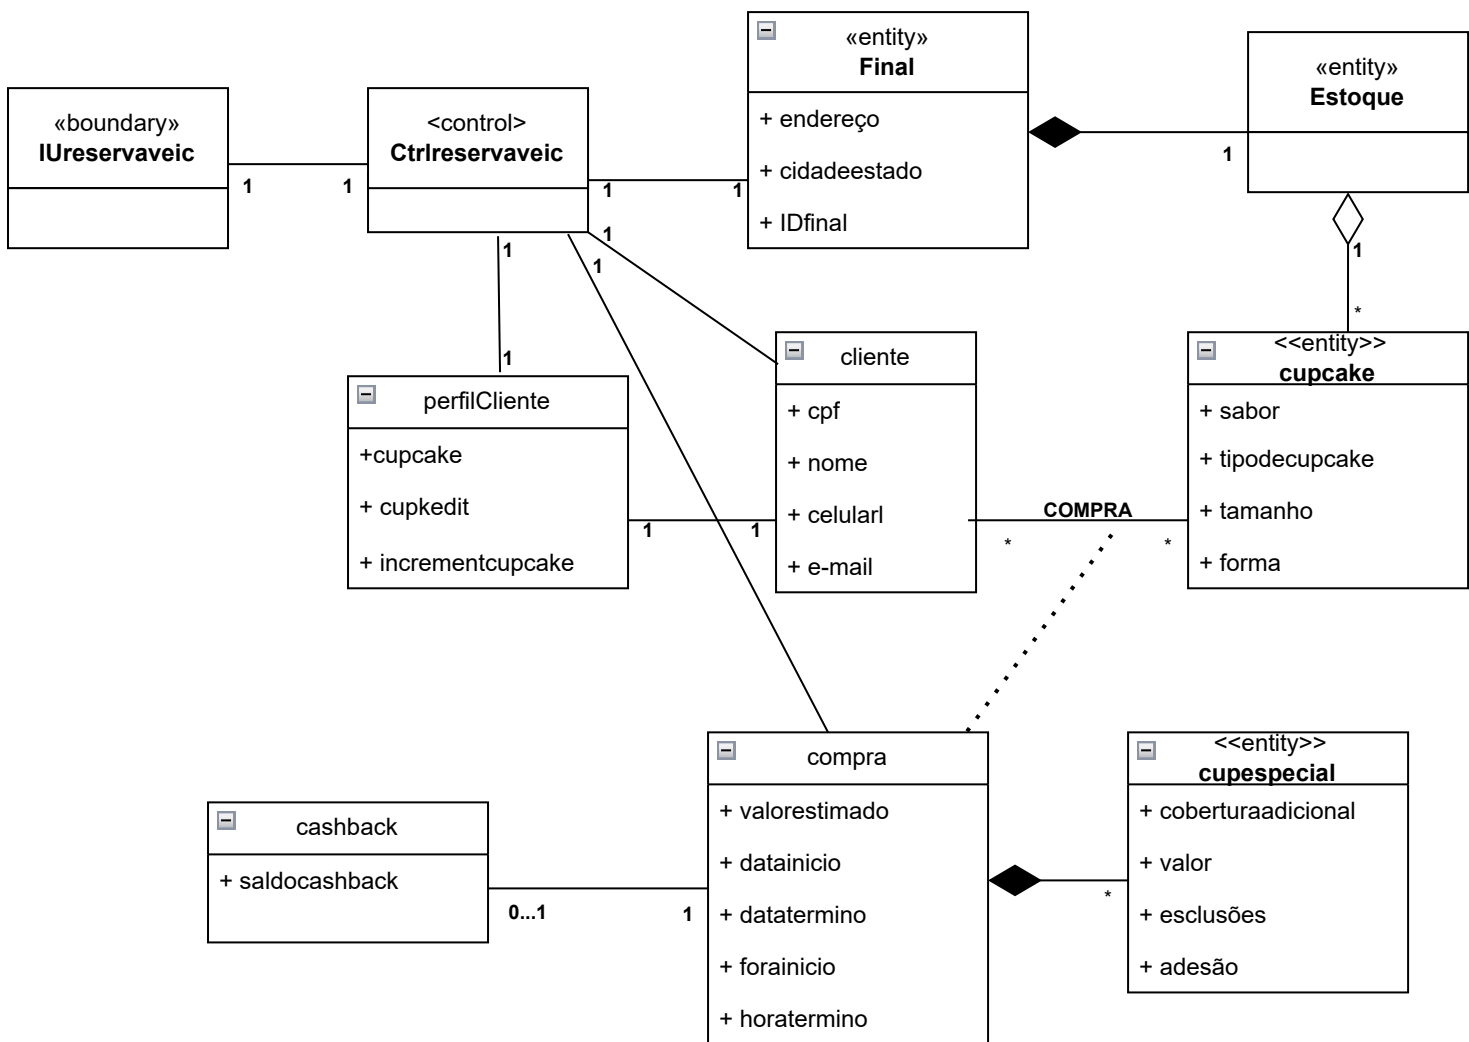 «boundary»
IUreservaveic
<control>
Ctrlreservaveic
«entity»
Final
+ endereço
+ cidadeestado
+ IDfinal
«entity»
Estoque
1
1
1
1
1
1
1
1
1
1
*
perfilCliente
+cupcake
+ cupkedit
+ incrementcupcake
1
1
cliente
+ cpf
+ nome
+ celularl
+ e-mail
COMPRA
*
*
<<entity>>
cupcake
+ sabor
+ tipodecupcake
+ tamanho
+ forma
cashback
+ saldocashback
0...1
1
compra
+ valorestimado
+ datainicio
+ datatermino
+ forainicio
+ horatermino
*
<<entity>>
cupespecial
+ coberturaadicional
+ valor
+ esclusões
+ adesão